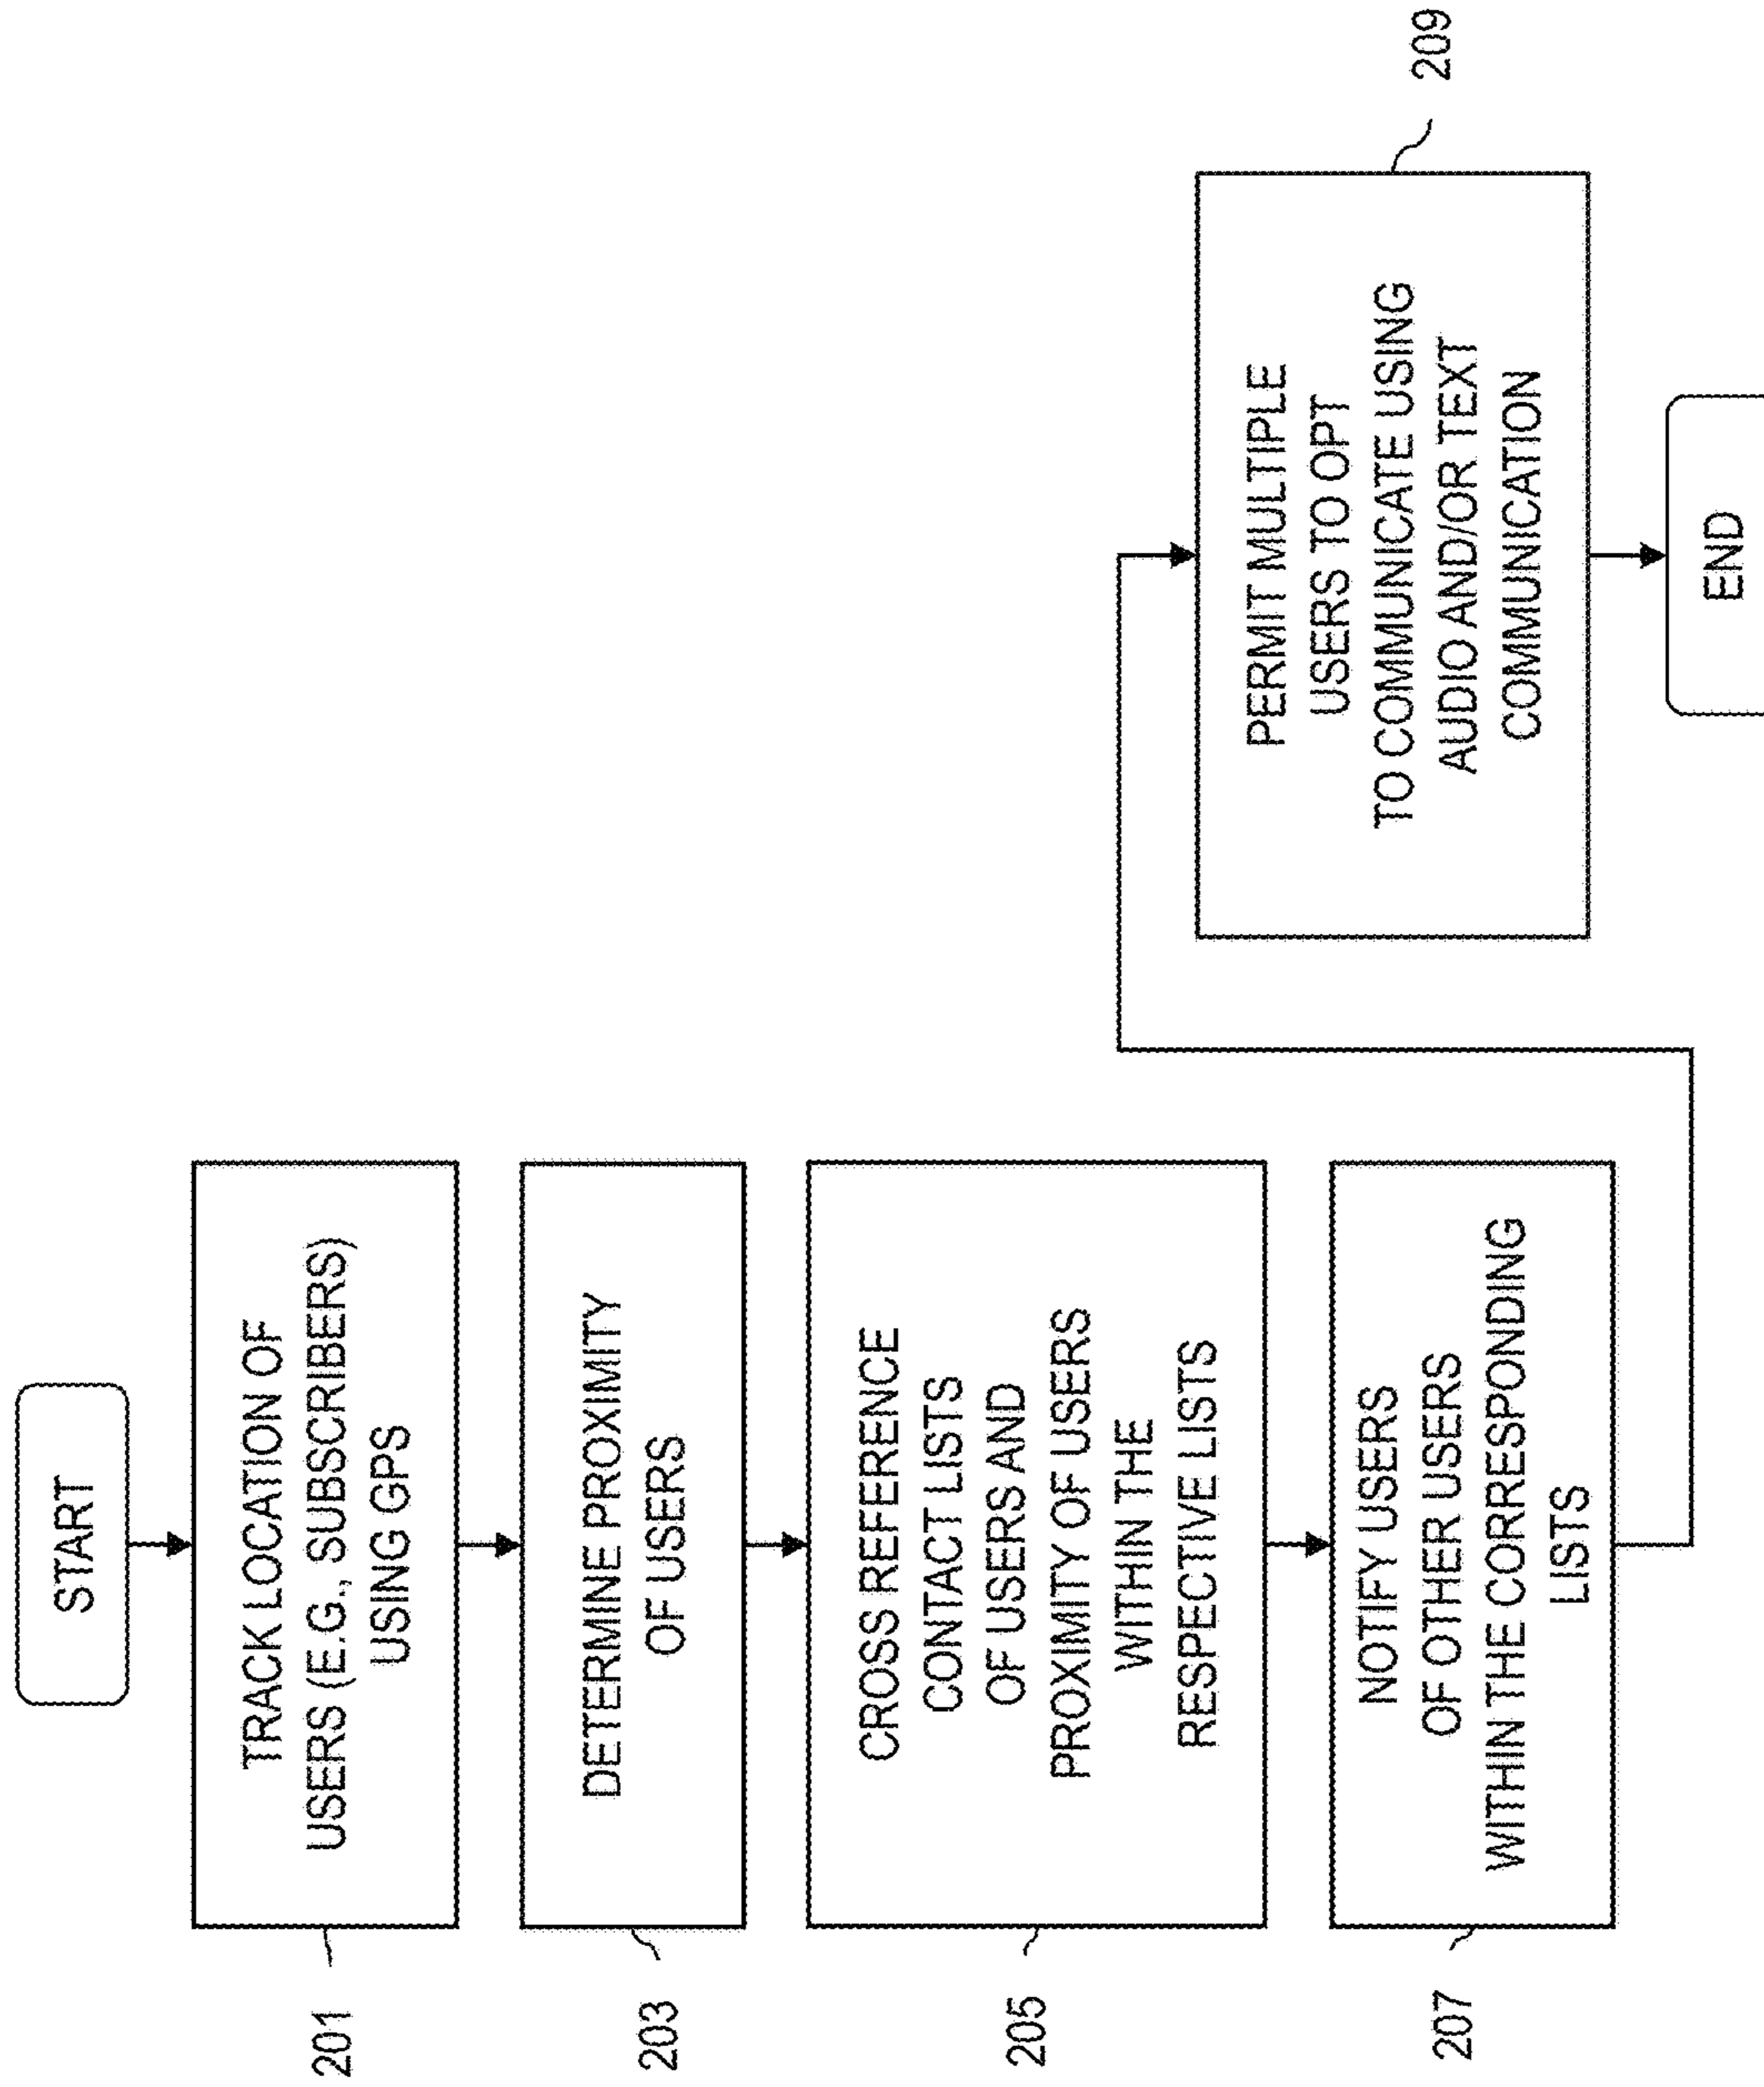 START
201
TRACK LOCATION OF
USERS (E.G., SUBSCRIBERS)
USING GPS
203
DETERMINE PROXIMITY
OF USERS
205
CROSS REFERENCE
CONTACT LISTS
OF USERS AND
PROXIMITY OF USERS
WITHIN THE
RESPECTIVE LISTS
207
NOTIFY USERS
OF OTHER USERS
WITHIN THE CORRESPONDING
LISTS
209
PERMIT MULTIPLE
USERS TO OPT
TO COMMUNICATE USING
AUDIO AND/OR TEXT
COMMUNICATION
END